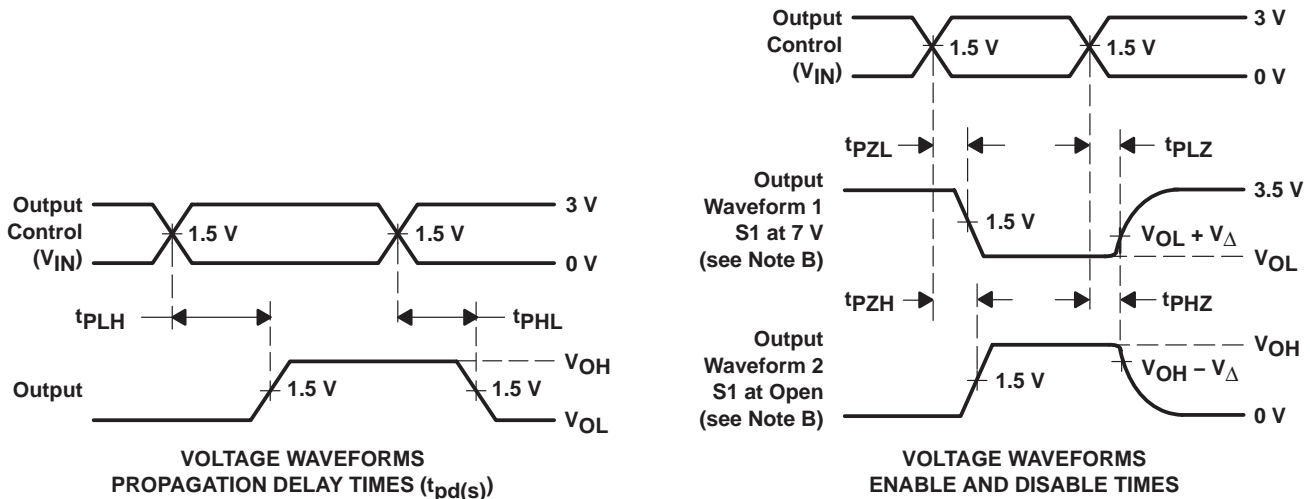 Output
Control
(VIN)
3 V
1.5 V
1.5 V
0 V
tPLH
tPHL
Output
VOH
1.5 V
1.5 V
VOL
VOLTAGE WAVEFORMS
PROPAGATION DELAY TIMES (tpd(s))
Output
Control
(VIN)
3 V
1.5 V
1.5 V
0 V
tPZL
tPLZ
Output
Waveform 1
S1 at 7 V
(see Note B)
3.5 V
1.5 V
VOL + VΔ
VOL
tPZH
tPHZ
Output
Waveform 2
S1 at Open
(see Note B)
VOH
1.5 V
VOH − VΔ
0 V
VOLTAGE WAVEFORMS
ENABLE AND DISABLE TIMES